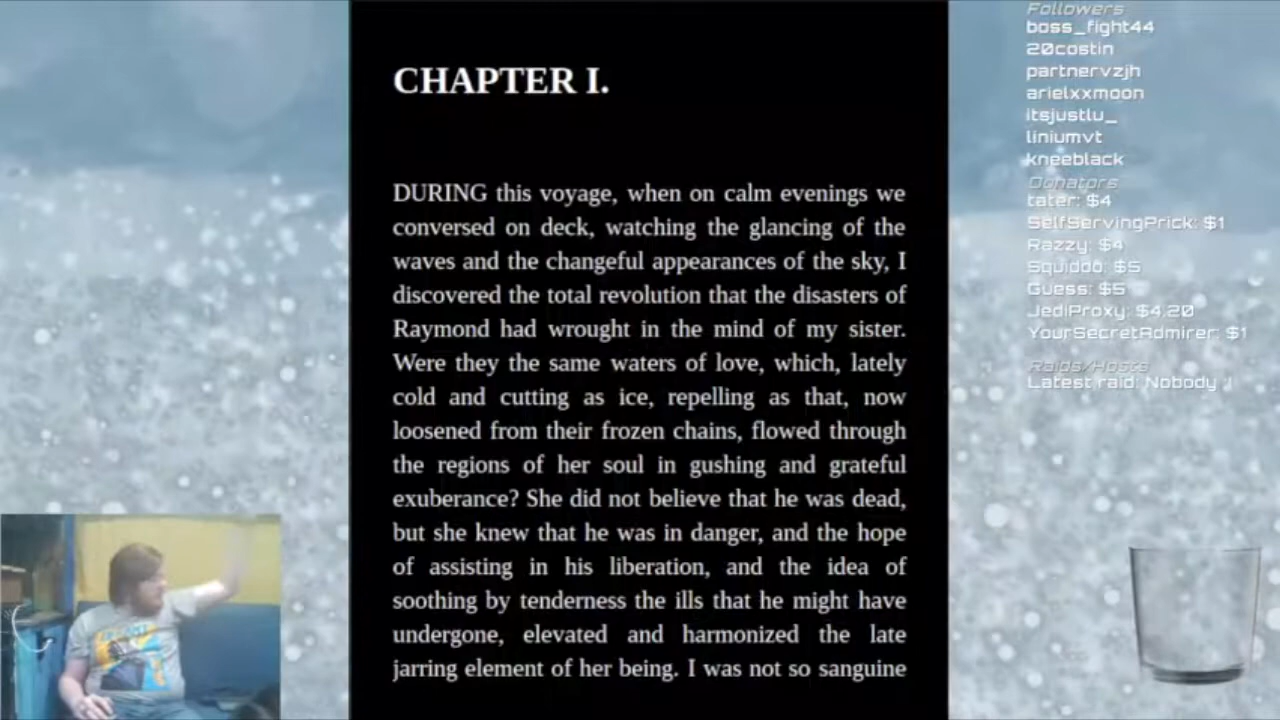 CHAPTER I.
DURING this voyage, when on calm evenings we
conversed on deck, watching the glancing of the
waves and the changeful appearances of the sky, I
discovered the total revolution that the disasters of
Raymond had wrought in the mind of my sister.
Were they the same waters of love, which, lately
cold and cutting as ice, repelling as that, now
loosened from their frozen chains, flowed through
the regions of her soul in gushing and grateful
exuberance? She did not believe that he was dead,
but she knew that he was in danger, and the hope
of assisting in his liberation, and the idea of
soothing by tenderness the ills that he might have
undergone, elevated and harmonized the late
jarring element of her being. I was not so sanguine
Followers
boss_fight44
20costin
partnervzjh
arielxxmoon
itsjustlu_
liniumvt
kneeblack
Donators
tater: $4
SelfServingPrick: $1
Razzy: $4
Squidoo: $5
Guess: $5
JediProxy: $4.20
YourSecretAdmirer: $1
Raids/Hosts
Latest raid: Nobody :(